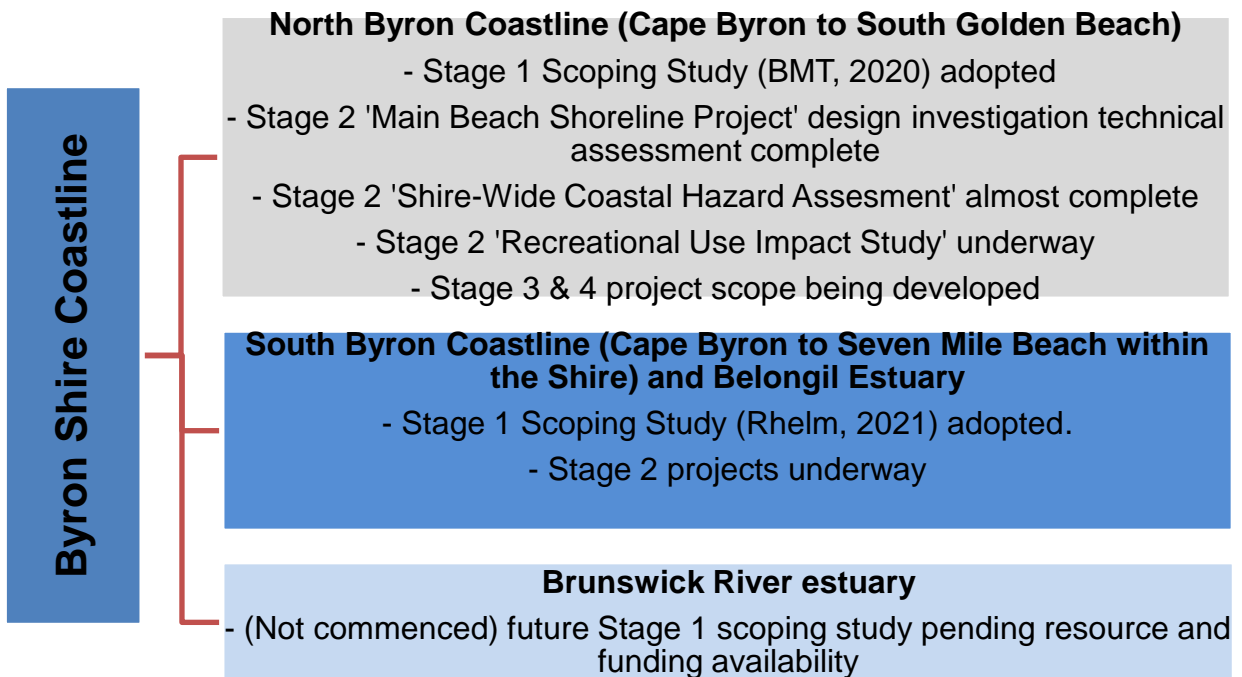 Byron Shire Coastline
North Byron Coastline (Cape Byron to South Golden Beach)
- Stage 1 Scoping Study (BMT, 2020) adopted
- Stage 2 'Main Beach Shoreline Project' design investigation technical
assessment complete
- Stage 2 'Shire-Wide Coastal Hazard Assesment' almost complete
- Stage 2 'Recreational Use Impact Study' underway
- Stage 3 & 4 project scope being developed
South Byron Coastline (Cape Byron to Seven Mile Beach within
the Shire) and Belongil Estuary
- Stage 1 Scoping Study (Rhelm, 2021) adopted.
- Stage 2 projects underway
Brunswick River estuary
- (Not commenced) future Stage 1 scoping study pending resource and
funding availability